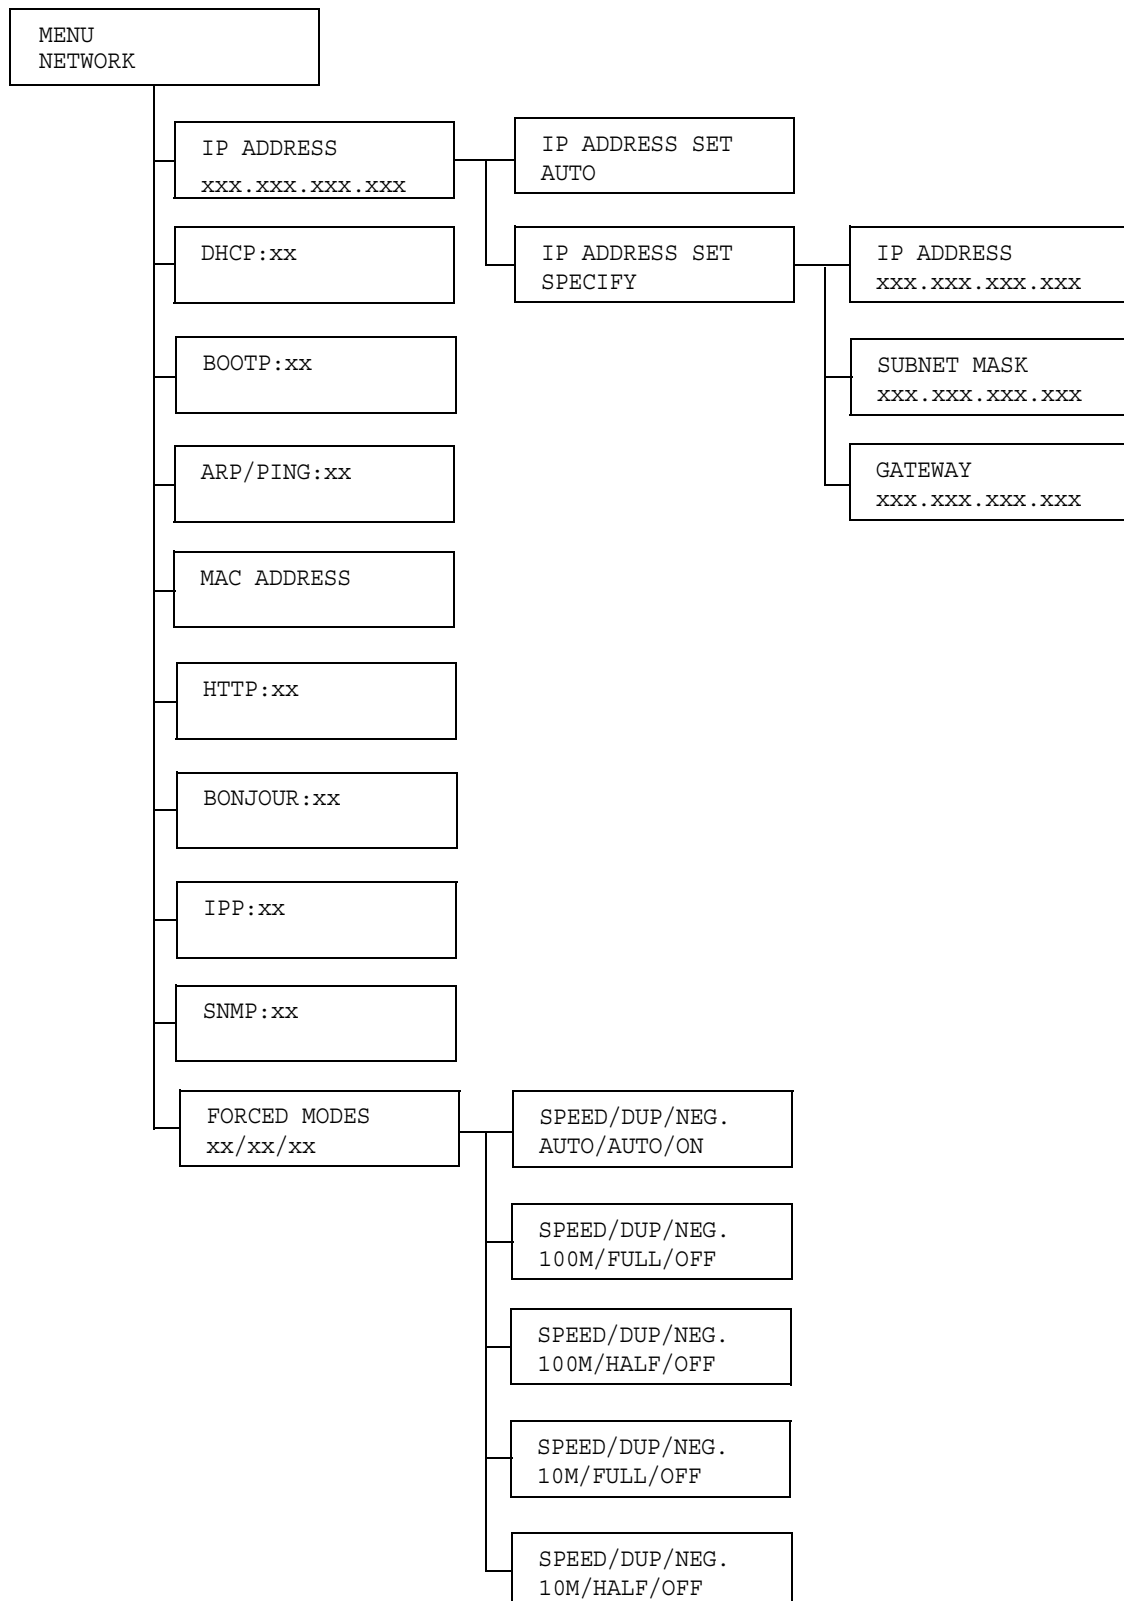 MENU
NETWORK
IP ADDRESS
xxx.xxx.xxx.xxx
IP ADDRESS SET
AUTO
DHCP:xx
IP ADDRESS SET
SPECIFY
IP ADDRESS
xxx.xxx.xxx.xxx
BOOTP:xx
SUBNET MASK
xxx.xxx.xxx.xxx
ARP/PING:xx
GATEWAY
xxx.xxx.xxx.xxx
MAC ADDRESS
HTTP:xx
BONJOUR:xx
IPP:xx
SNMP:xx
FORCED MODES
xx/xx/xx
SPEED/DUP/NEG.
AUTO/AUTO/ON
SPEED/DUP/NEG.
100M/FULL/OFF
SPEED/DUP/NEG.
100M/HALF/OFF
SPEED/DUP/NEG.
10M/FULL/OFF
SPEED/DUP/NEG.
10M/HALF/OFF